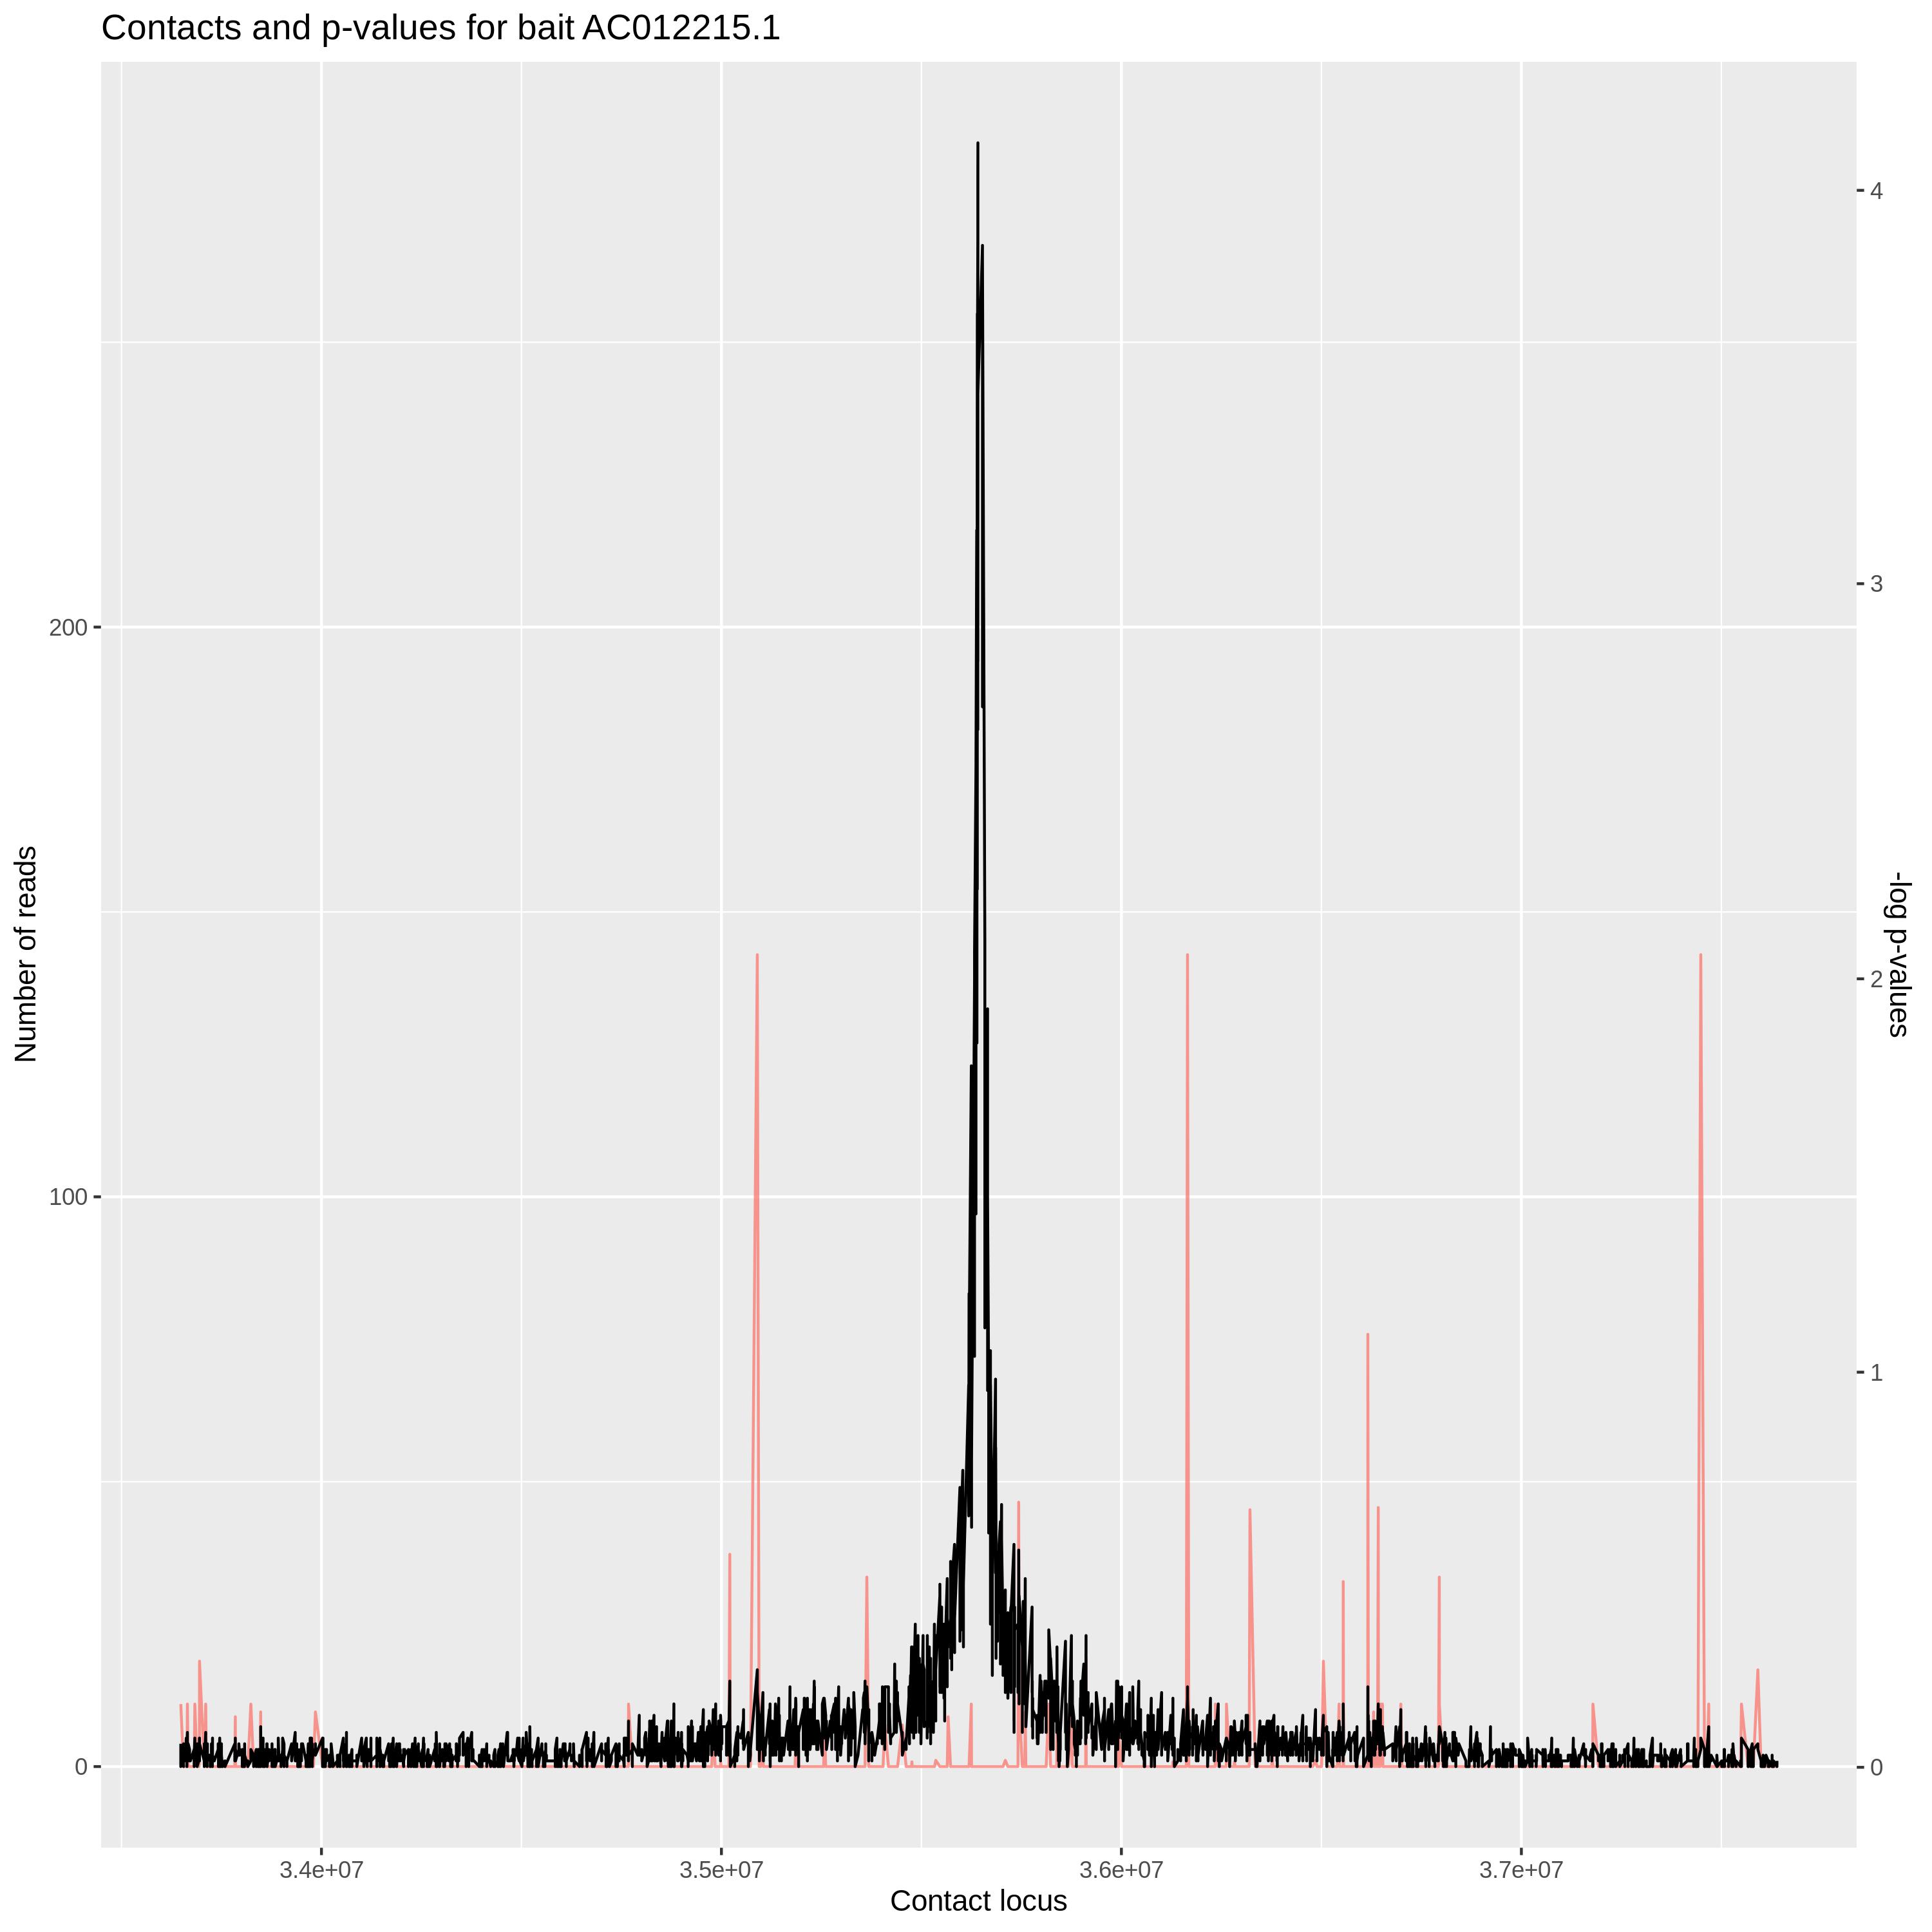 Contacts and p-values for bait AC012215.1
Number of reads
200
100
0
4
3
2
1
0
-log p-values
3.4e+07 3.5e+07 3.6e+07 3.7e+07
Contact locus